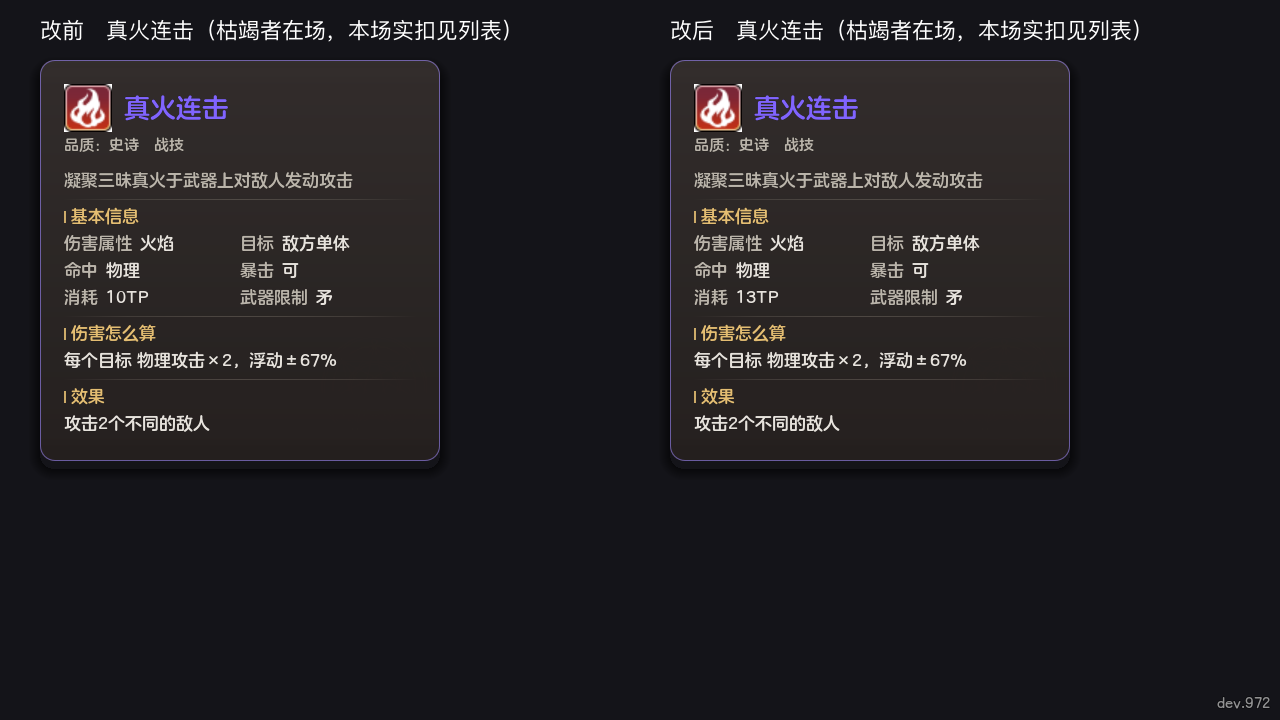 改前　真火连击（枯竭者在场，本场实扣见列表）
真火连击
品质：史诗　战技
凝聚三昧真火于武器上对敌人发动攻击
基本信息
伤害属性 火焰　目标 敌方单体
命中 物理　暴击 可
消耗 10TP　武器限制 矛
伤害怎么算
每个目标 物理攻击×2，浮动±67%
效果
攻击2个不同的敌人
改后　真火连击（枯竭者在场，本场实扣见列表）
真火连击
品质：史诗　战技
凝聚三昧真火于武器上对敌人发动攻击
基本信息
伤害属性 火焰　目标 敌方单体
命中 物理　暴击 可
消耗 13TP　武器限制 矛
伤害怎么算
每个目标 物理攻击×2，浮动±67%
效果
攻击2个不同的敌人
dev.972